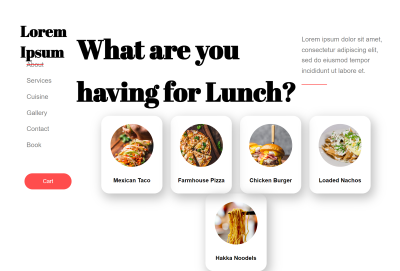 Lorem
Ipsum
About
Services
Cuisine
Gallery
Contact
Book
Cart
What are you
having for Lunch?
Lorem ipsum dolor sit amet,
consectetur adipiscing elit,
sed do eiusmod tempor
incididunt ut labore et.
Mexican Taco
Farmhouse Pizza
Chicken Burger
Loaded Nachos
Hakka Noodels